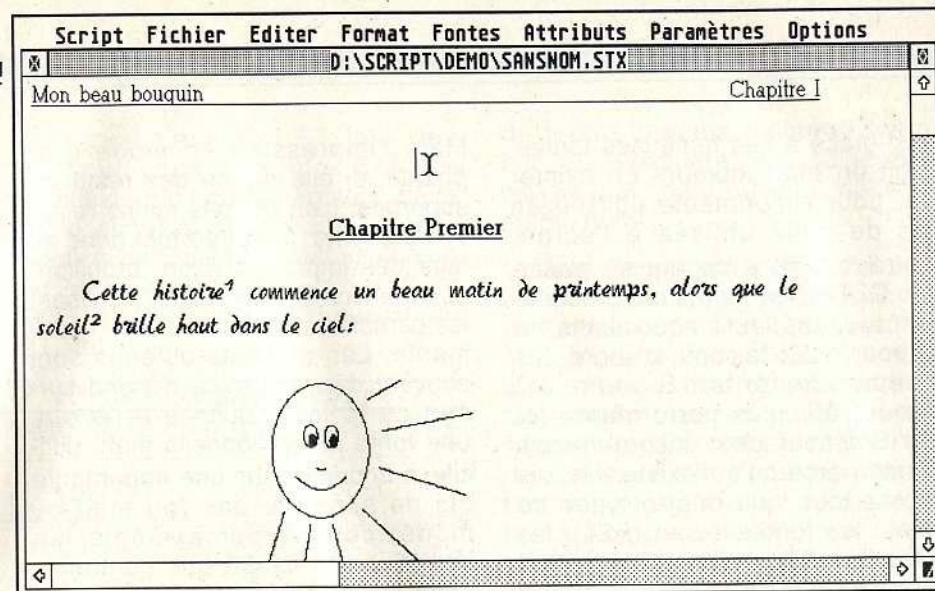 Script Fichier Editer Format Fontes Attributs Paramètres Options
D:\SCRIPT\DEMO\SANSNOM.STX
Mon beau bouquin Chapitre I
Chapitre Premier
Cette histoire¹ commence un beau matin de printemps, alors que le
soleil² brille haut dans le ciel: